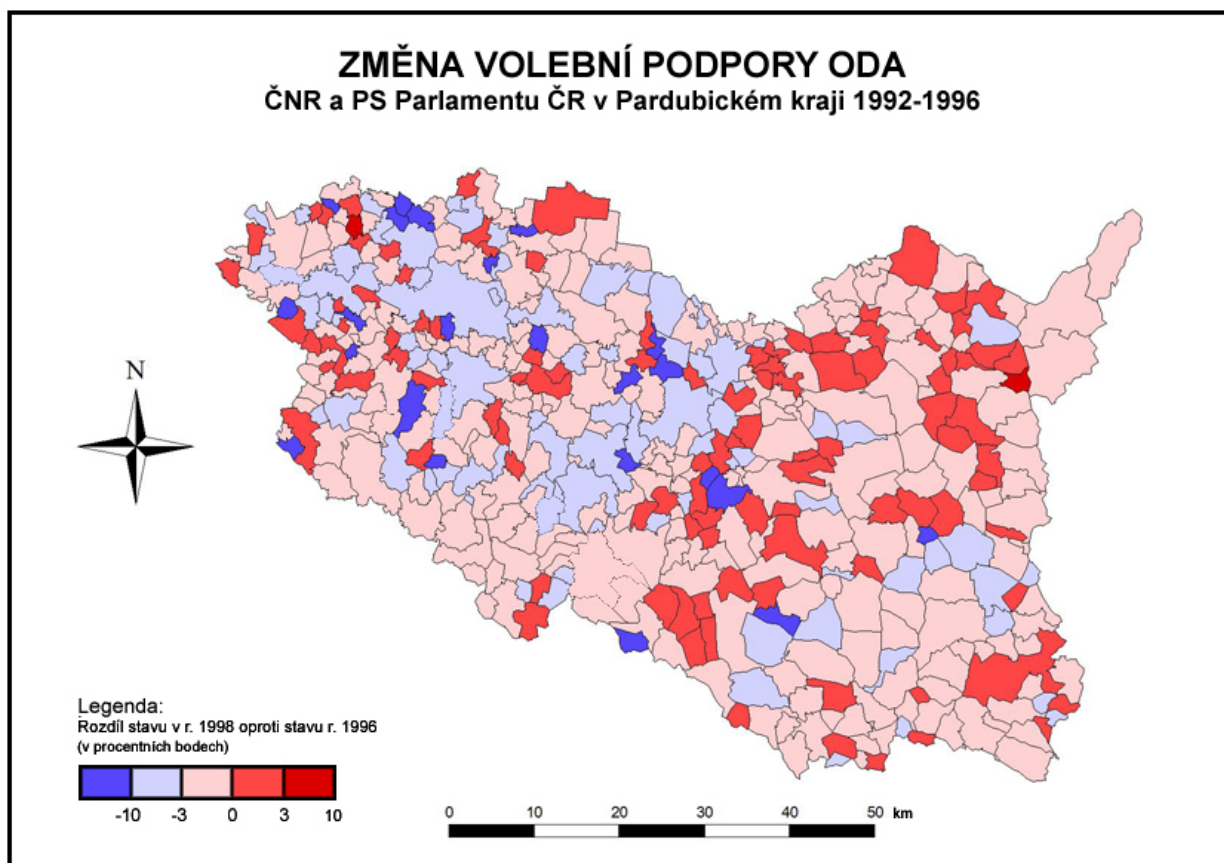 ZMĚNA VOLEBNÍ PODPORY ODA
ČNR a PS Parlamentu ČR v Pardubickém kraji 1992-1996
N
Legenda:
Rozdíl stavu v r. 1998 oproti stavu r. 1996
(v procentních bodech)
-10 -3 0 3 10
0 10 20 30 40 50 km